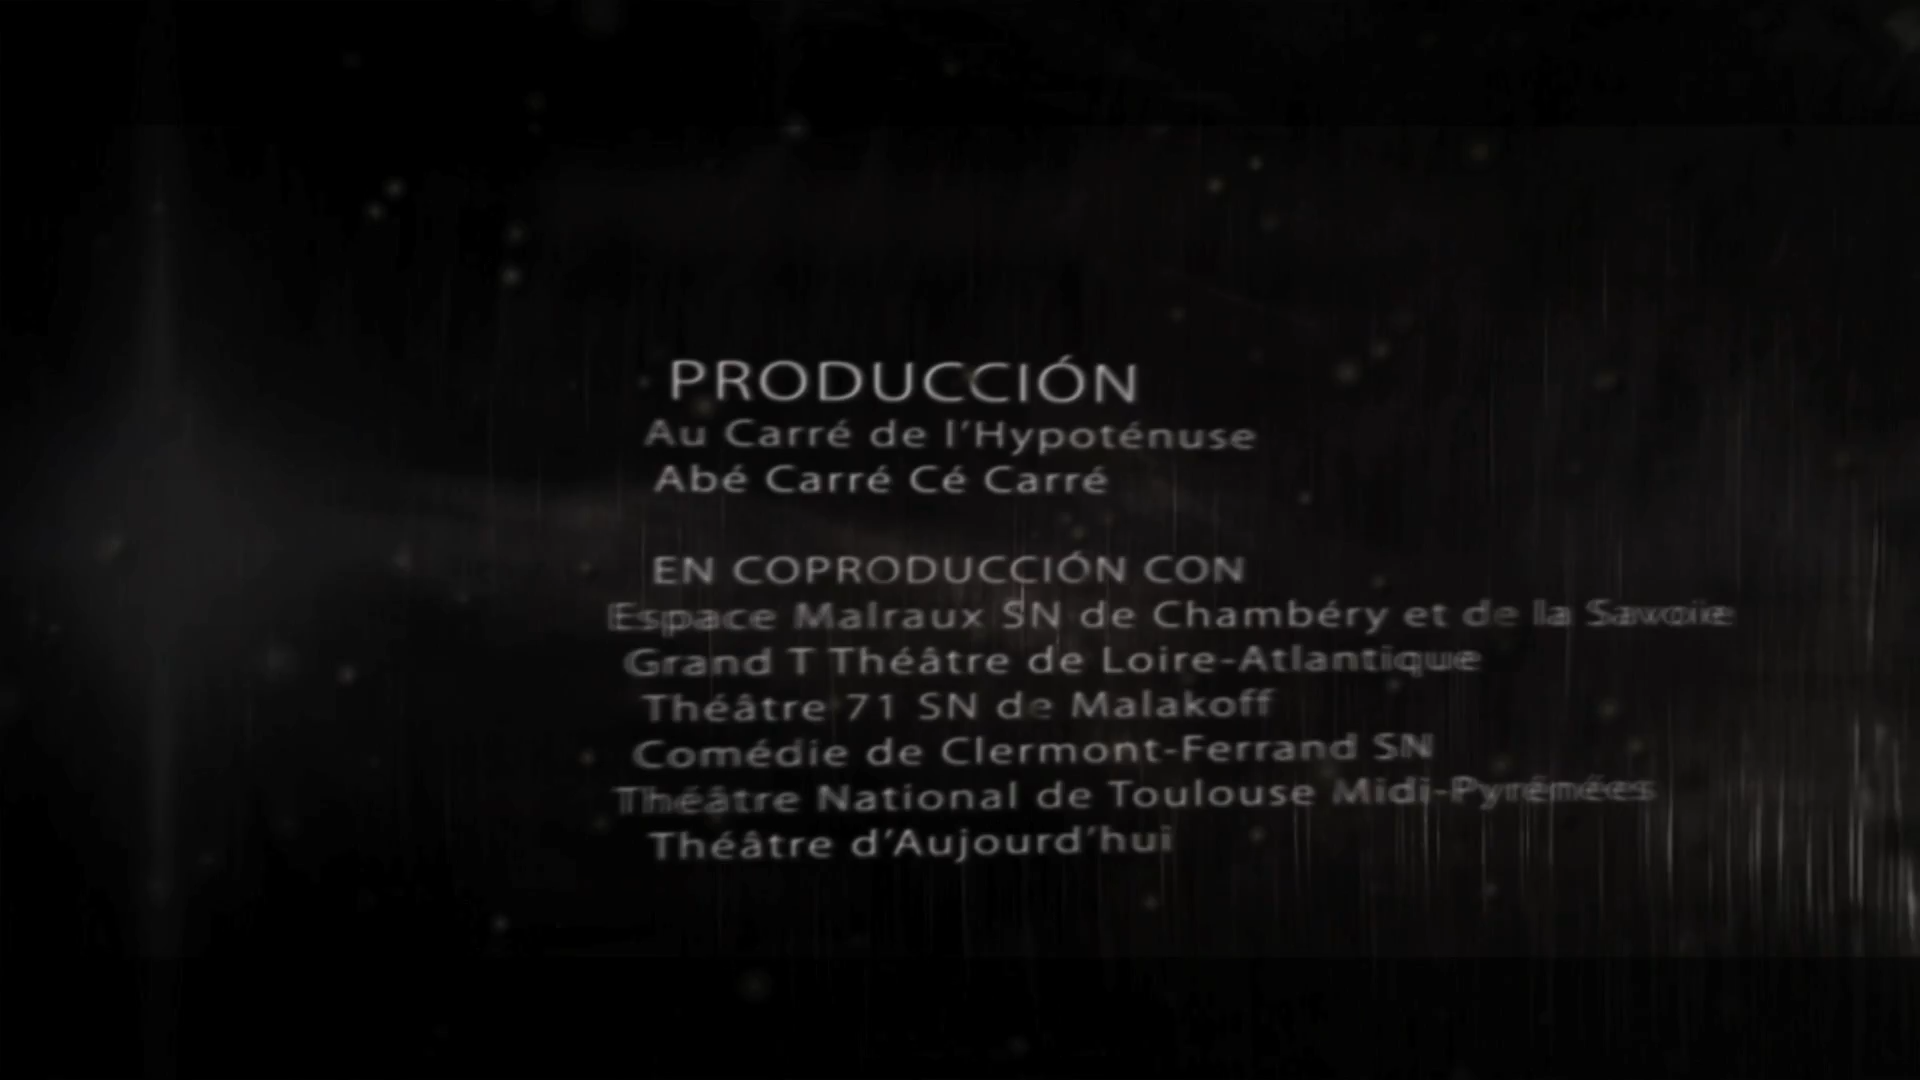 PRODUCCIÓN
Au Carré de l’Hypoténuse
Abé Carré Cé Carré
EN COPRODUCCIÓN CON
Espace Malraux SN de Chambéry et de la Savoie
Grand T Théâtre de Loire-Atlantique
Théâtre 71 SN de Malakoff
Comédie de Clermont-Ferrand SN
Théâtre National de Toulouse Midi-Pyrémées
Théâtre d’Aujourd’hui